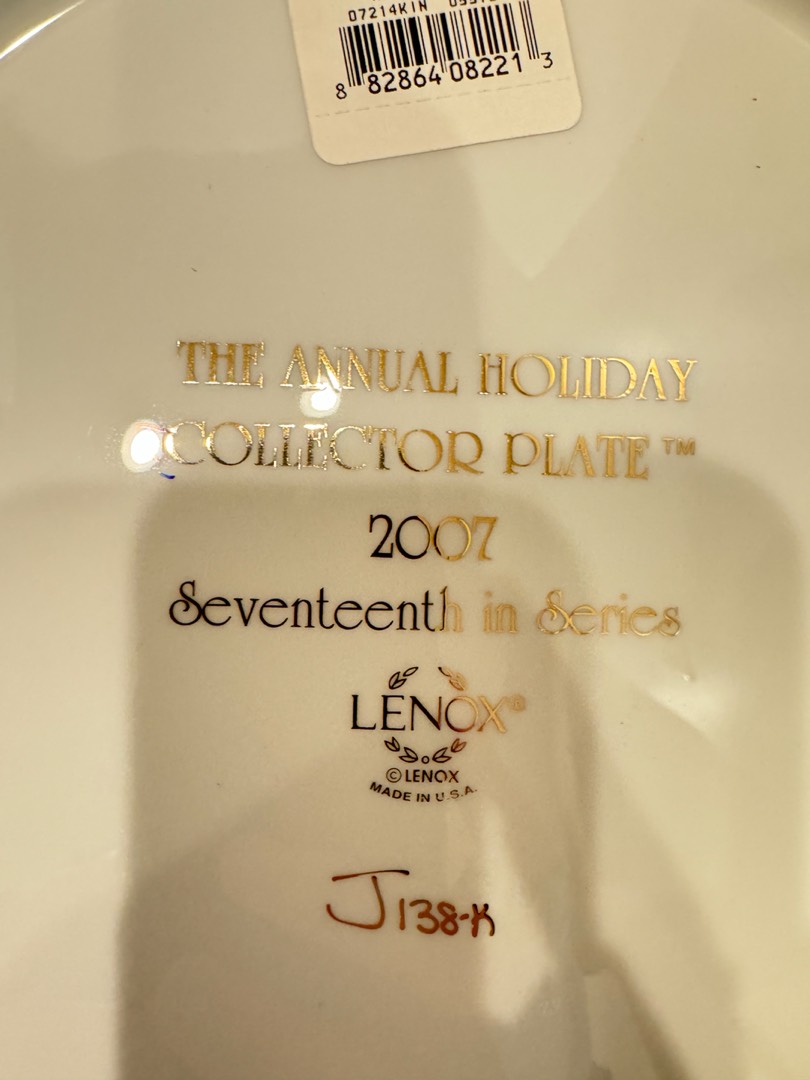 07214KIN
8 82864 08221 3
THE ANNUAL HOLIDAY
COLLECTOR PLATE™
2007
Seventeenth in Series
LENOX®
©LENOX
MADE IN U.S.A.
J138-K